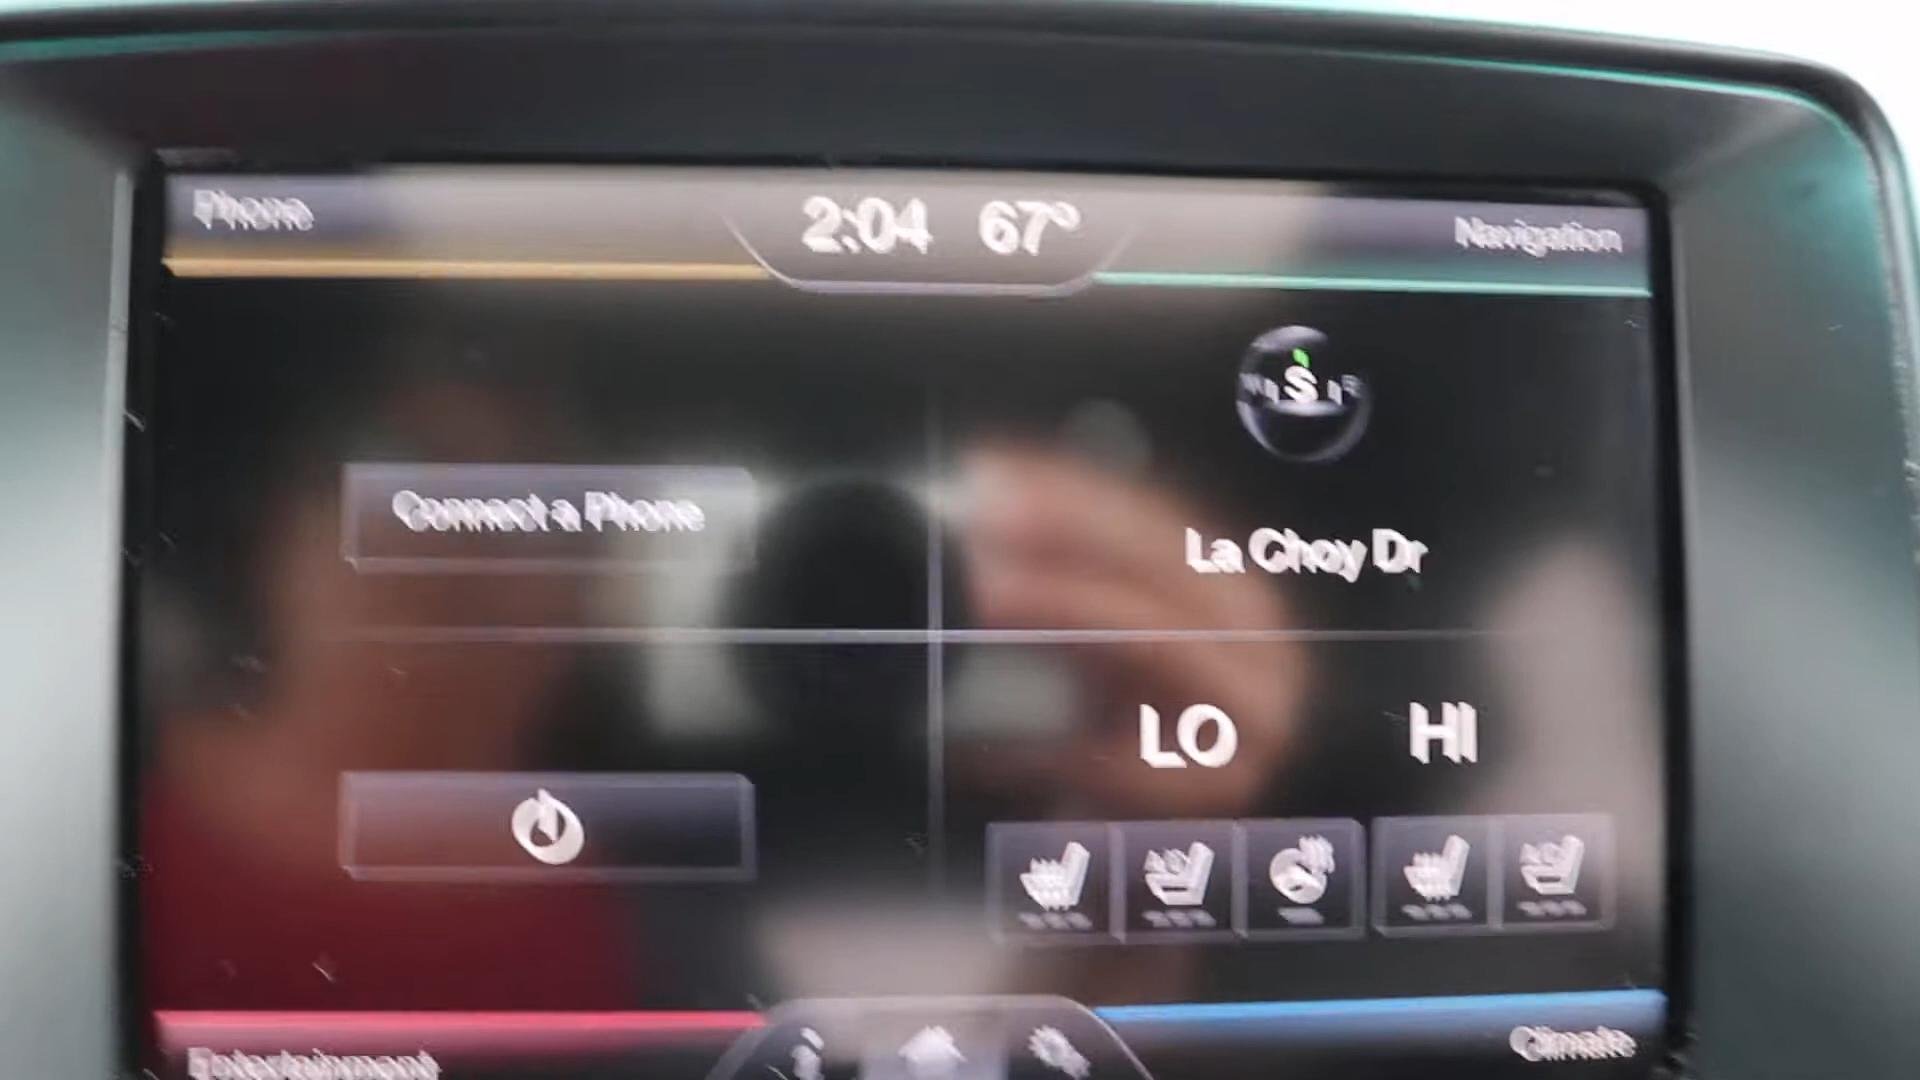 Phone
2:04 67°
Navigation
S
Connect a Phone
La Choy Dr
LO HI
Entertainment
Climate